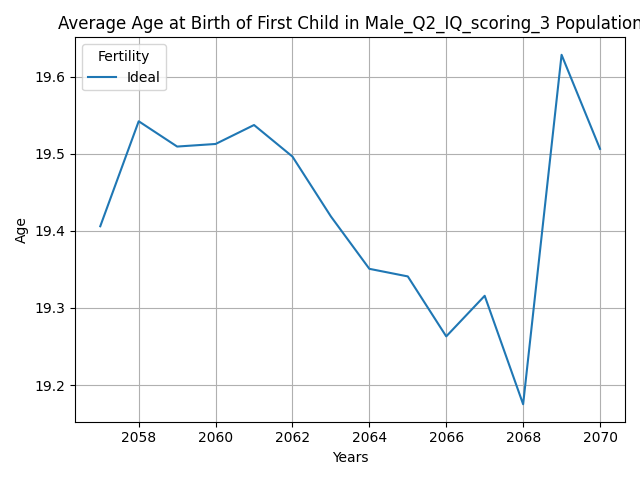 Average Age at Birth of First Child in Male_Q2_IQ_scoring_3 Population
Fertility
Ideal
19.6
19.5
19.4
19.3
19.2
Age
2058 2060 2062 2064 2066 2068 2070
Years